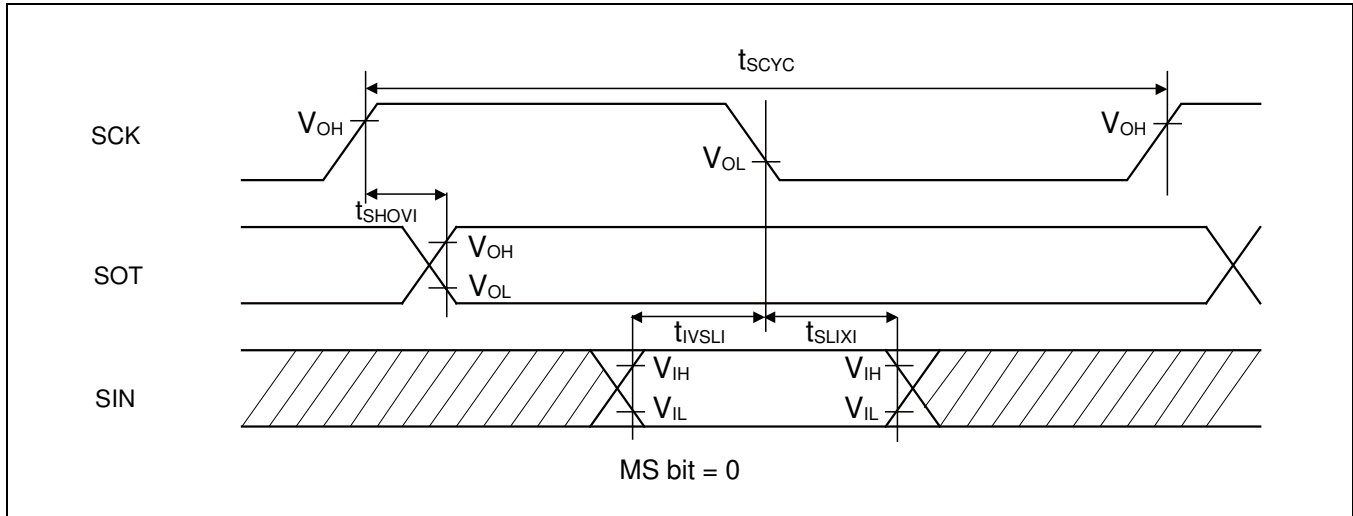 tSCYC
SCK
VOH
VOH
VOL
tSHOVI
SOT
VOH
VOL
tIVSLI
tSLIXI
SIN
VIH
VIH
VIL
VIL
MS bit = 0